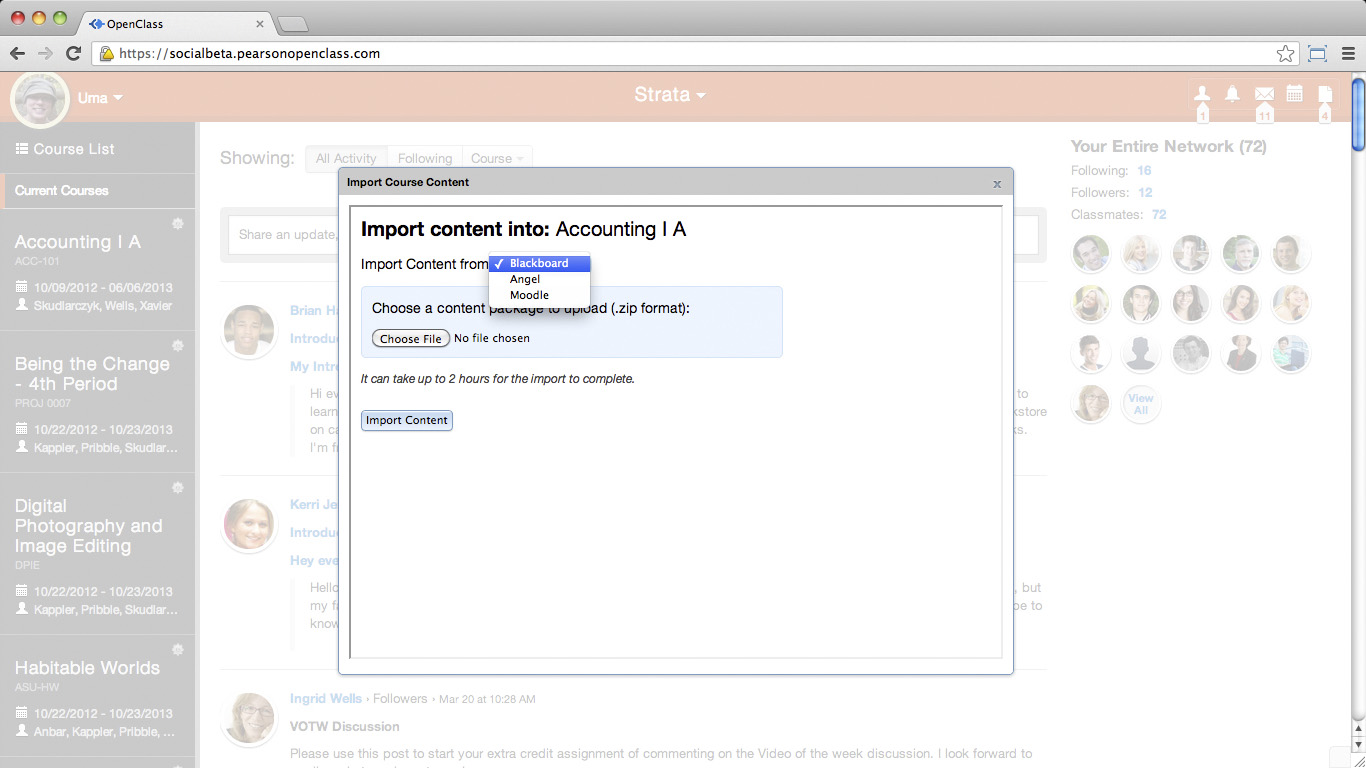 OpenClass
https://socialbeta.pearsonopenclass.com
Uma
Strata
1
11
4
Course List
Current Courses
Accounting I A
ACC-101
10/09/2012 - 06/06/2013
Skudlarczyk, Wells, Xavier
Being the Change
- 4th Period
PROJ 0007
10/22/2012 - 10/23/2013
Kappler, Pribble, Skudlar...
Digital
Photography and
Image Editing
DPIE
10/22/2012 - 10/23/2013
Kappler, Pribble, Skudlar...
Habitable Worlds
ASU-HW
10/22/2012 - 10/23/2013
Anbar, Kappler, Pribble, ...
Showing:
All Activity
Following
Course
Share an update,
Import Course Content
x
Import content into: Accounting I A
Import Content from
✓ Blackboard
Angel
Moodle
Choose a content package to upload (.zip format):
Choose File No file chosen
It can take up to 2 hours for the import to complete.
Import Content
Brian Ha
Introduc
My Intro
Hi eve
to
learn
kstore
on ca
ks.
I'm fr
Kerri Je
Introduc
Hey eve
Hello
, but
my fa
pe to
know
Ingrid Wells › Followers • Mar 20 at 10:28 AM
VOTW Discussion
Please use this post to start your extra credit assignment of commenting on the Video of the week discussion. I look forward to
Your Entire Network (72)
Following: 16
Followers: 12
Classmates: 72
View
All